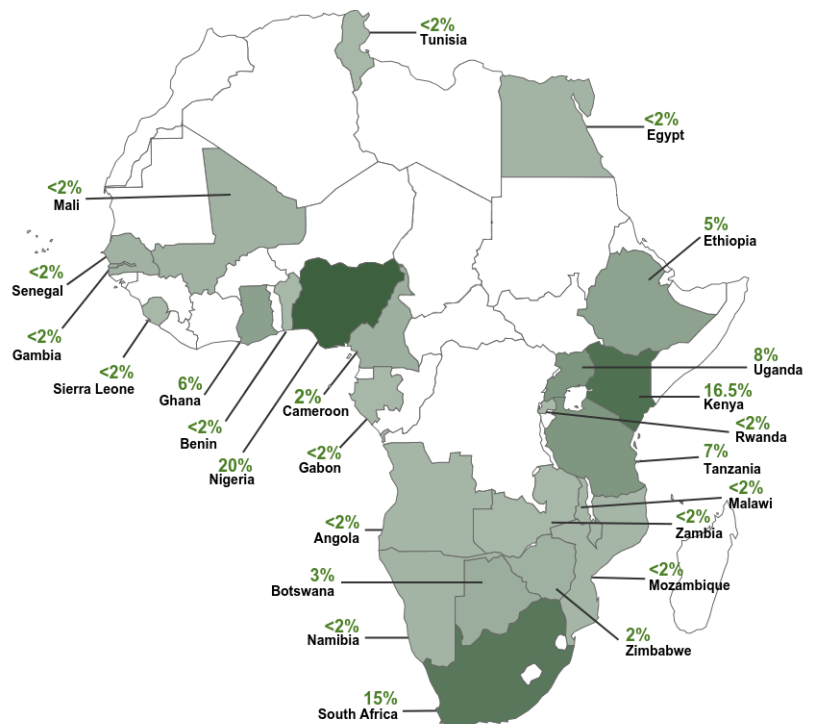 <2%
Tunisia
<2%
Egypt
<2%
Mali
5%
Ethiopia
<2%
Senegal
<2%
Gambia
<2%
Sierra Leone
6%
Ghana
<2%
Benin
20%
Nigeria
2%
Cameroon
<2%
Gabon
8%
Uganda
16.5%
Kenya
<2%
Rwanda
7%
Tanzania
<2%
Malawi
<2%
Zambia
<2%
Angola
3%
Botswana
<2%
Mozambique
<2%
Namibia
2%
Zimbabwe
15%
South Africa